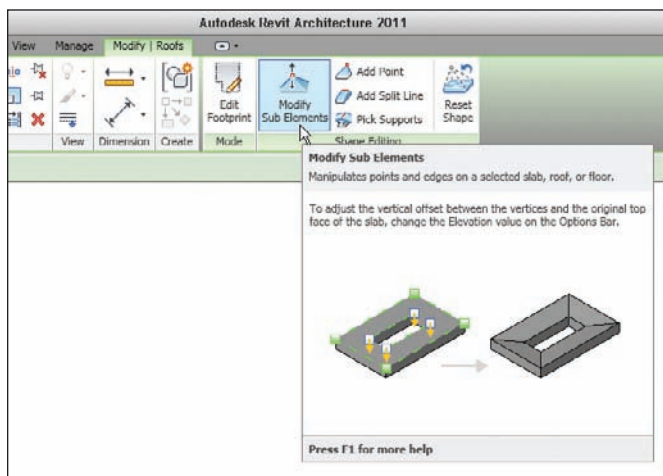 Autodesk Revit Architecture 2011
View Manage Modify | Roofs
Edit Footprint
Modify Sub Elements
Add Point
Add Split Line
Pick Supports
Reset Shape
View Dimension Create Mode Shape Editing
Modify Sub Elements
Manipulates points and edges on a selected slab, roof, or floor.
To adjust the vertical offset between the vertices and the original top
face of the slab, change the Elevation value on the Options Bar.
Press F1 for more help